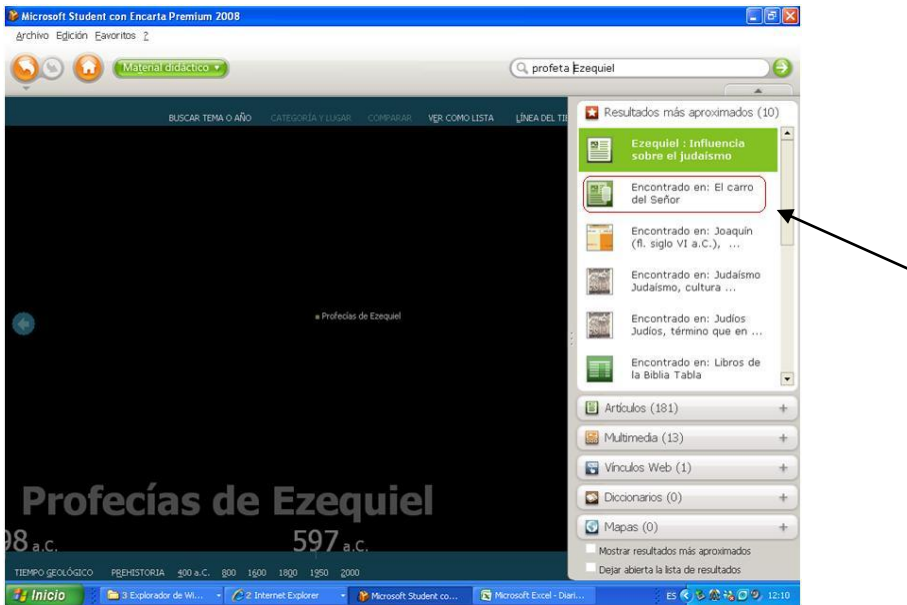 Microsoft Student con Encarta Premium 2008
Archivo Edición Favoritos ?
Material didáctico
profeta Ezequiel
BUSCAR TEMA O AÑO CATEGORÍA Y LUGAR COMPARAR VER COMO LISTA LÍNEA DEL TIE
Resultados más aproximados (10)
Ezequiel : Influencia
sobre el judaísmo
Encontrado en: El carro
del Señor
Encontrado en: Joaquín
(fl. siglo VI a.C.), ...
Encontrado en: Judaísmo
Judaísmo, cultura ...
Encontrado en: Judíos
Judíos, término que en ...
Encontrado en: Libros de
la Biblia Tabla
Profecías de Ezequiel
Artículos (181)
Multimedia (13)
Vínculos Web (1)
Diccionarios (0)
Mapas (0)
Mostrar resultados más aproximados
Dejar abierta la lista de resultados
Profecías de Ezequiel
98 a.C. 597 a.C.
TIEMPO GEOLÓGICO PREHISTORIA 400 a.C. 800 1600 1800 1950 2000
Inicio 3 Explorador de Wi... 2 Internet Explorer Microsoft Student co... Microsoft Excel - Diari... ES 12:10